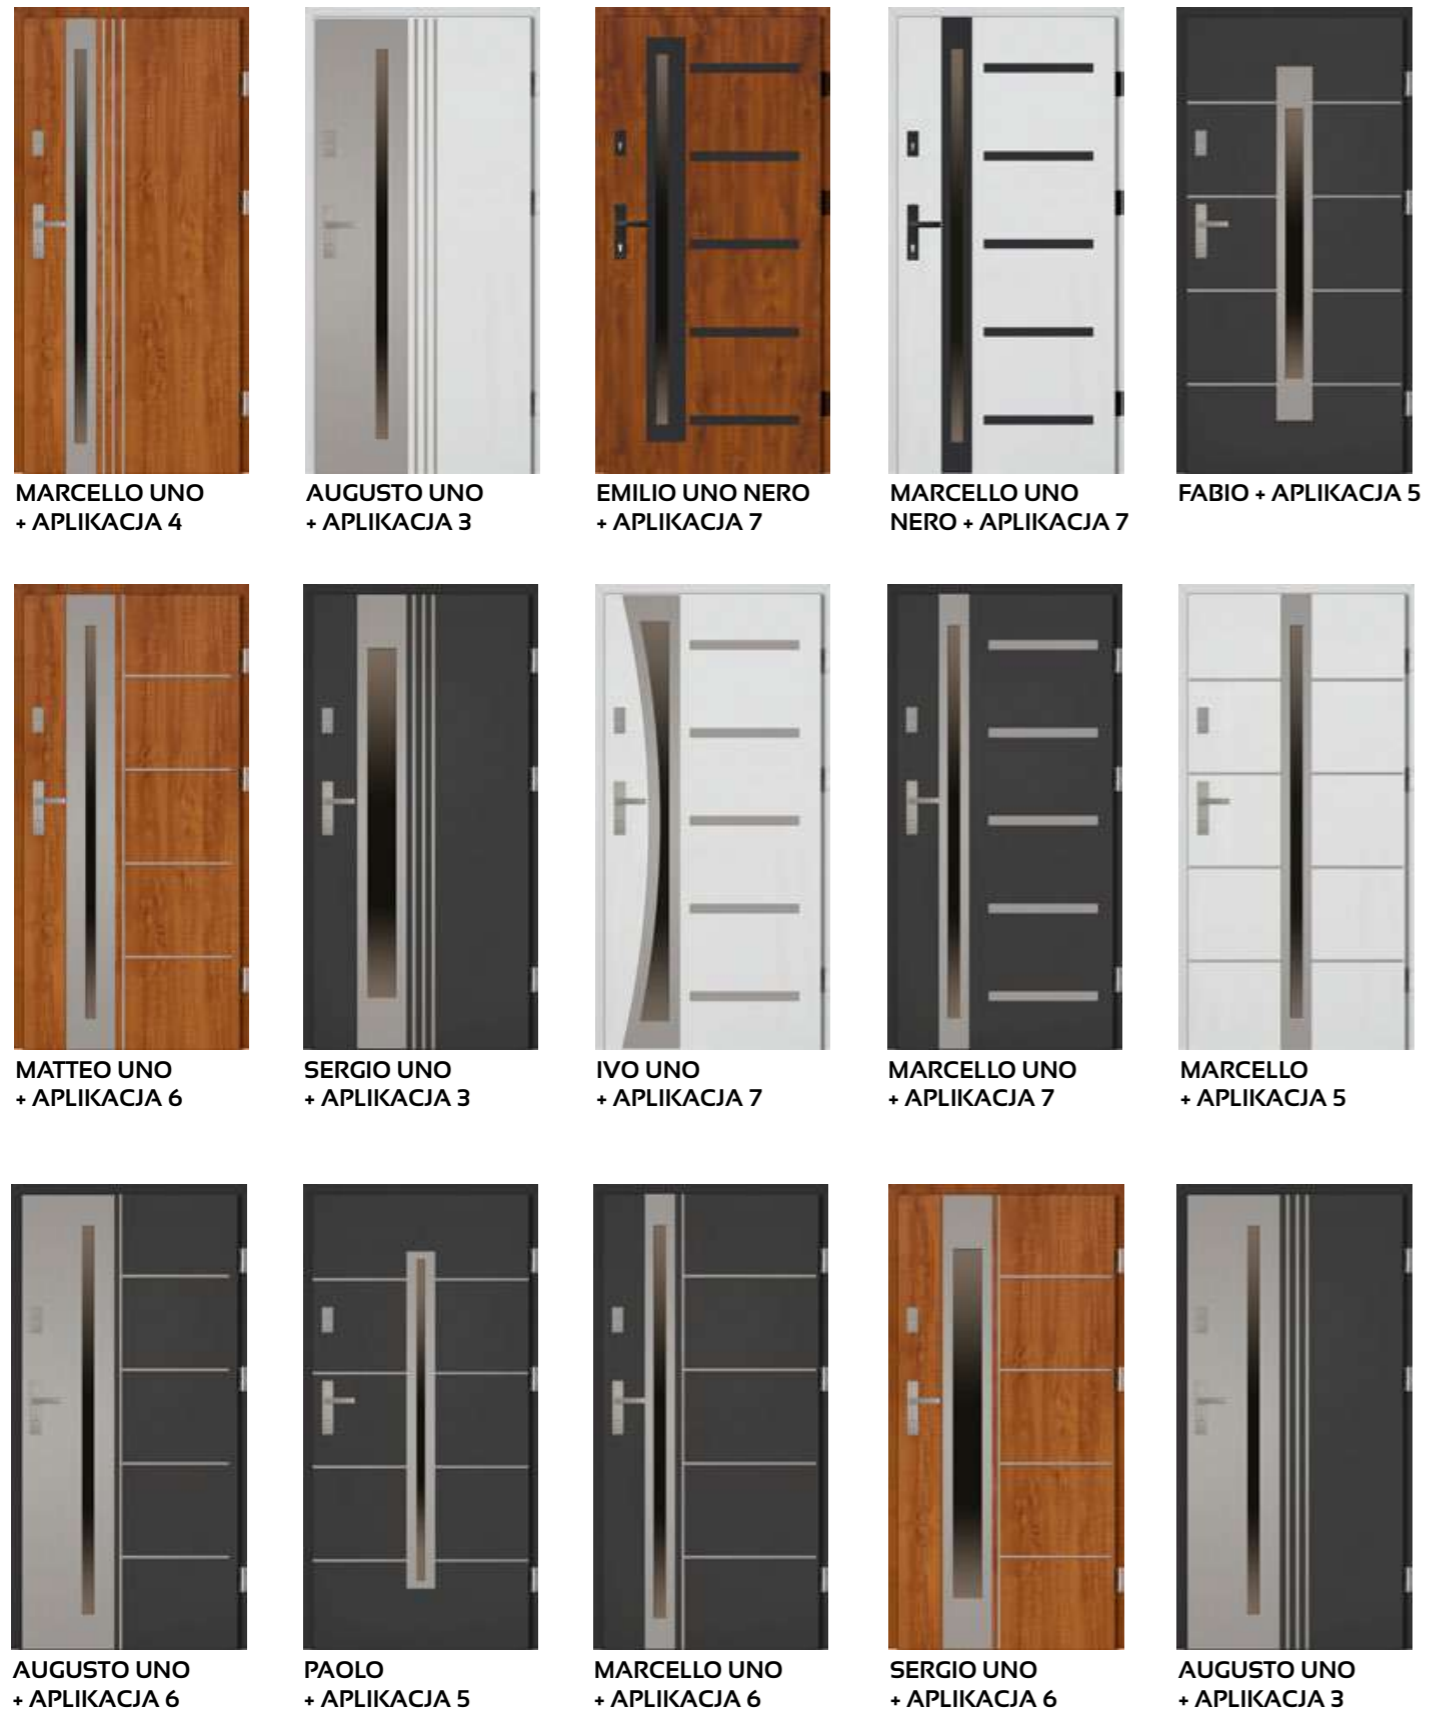 MARCELLO UNO
+ APLIKACJA 4
AUGUSTO UNO
+ APLIKACJA 3
EMILIO UNO NERO
+ APLIKACJA 7
MARCELLO UNO
NERO + APLIKACJA 7
FABIO + APLIKACJA 5
MATTEO UNO
+ APLIKACJA 6
SERGIO UNO
+ APLIKACJA 3
IVO UNO
+ APLIKACJA 7
MARCELLO UNO
+ APLIKACJA 7
MARCELLO
+ APLIKACJA 5
AUGUSTO UNO
+ APLIKACJA 6
PAOLO
+ APLIKACJA 5
MARCELLO UNO
+ APLIKACJA 6
SERGIO UNO
+ APLIKACJA 6
AUGUSTO UNO
+ APLIKACJA 3